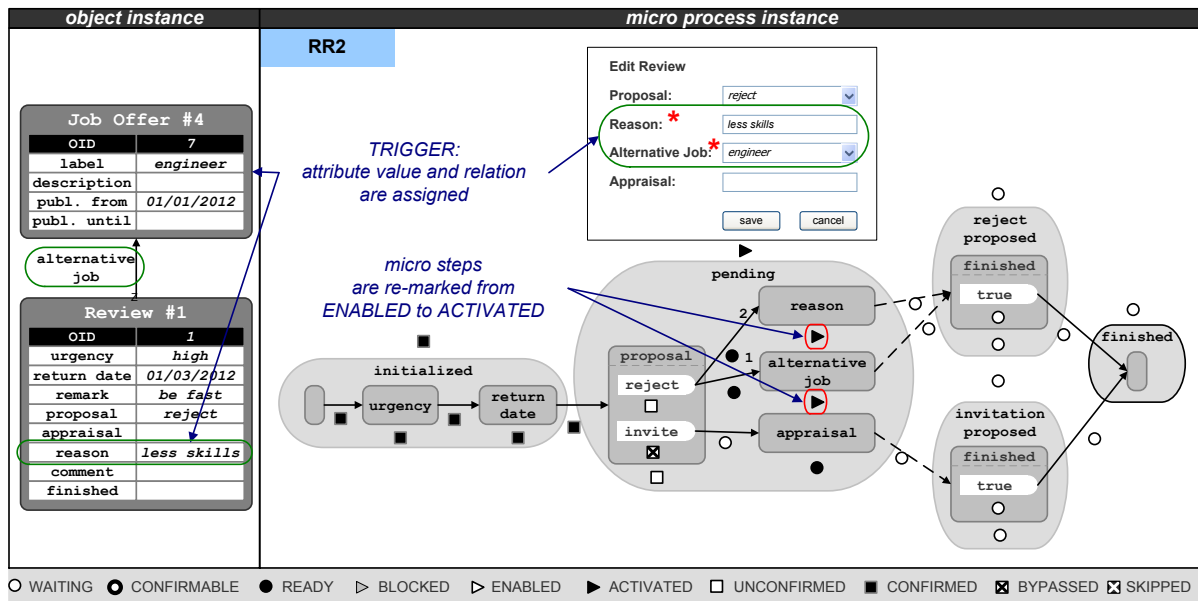 object instance
micro process instance
RR2
Job Offer #4
OID 7
label engineer
description
publ. from 01/01/2012
publ. until
alternative
job
Review #1
OID 1
urgency high
return date 01/03/2012
remark be fast
proposal reject
appraisal
reason less skills
comment
finished
TRIGGER:
attribute value and relation
are assigned
Edit Review
Proposal: reject
Reason: * less skills
Alternative Job: * engineer
Appraisal:
save cancel
micro steps
are re-marked from
ENABLED to ACTIVATED
initialized
urgency
return
date
pending
proposal
reject
invite
2
reason
1
alternative
job
appraisal
reject
proposed
finished
true
invitation
proposed
finished
true
finished
WAITING CONFIRMABLE READY BLOCKED ENABLED ACTIVATED UNCONFIRMED CONFIRMED BYPASSED SKIPPED